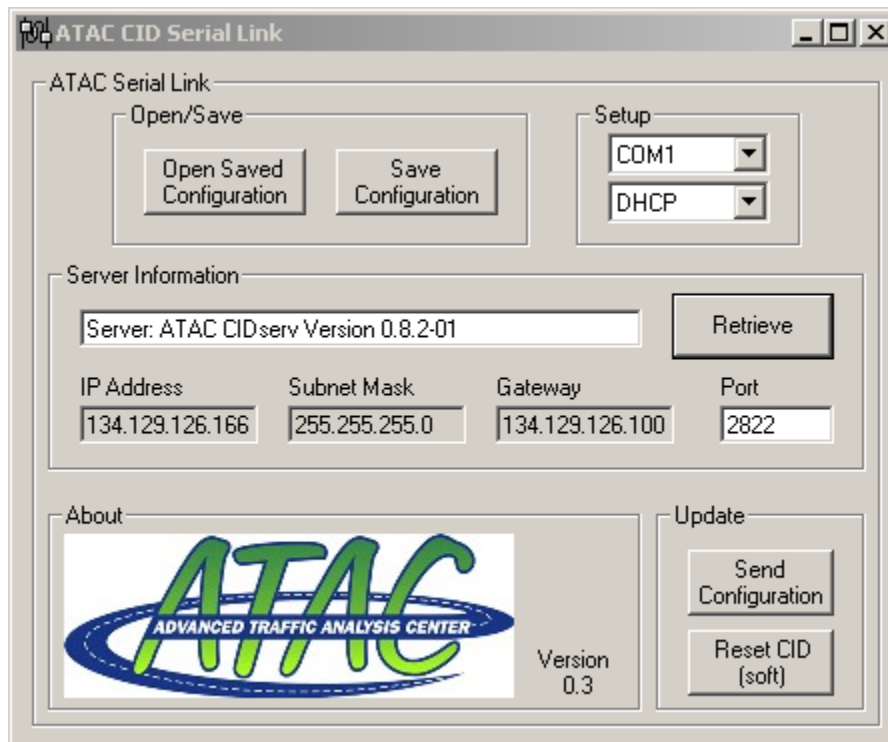 ATAC CID Serial Link
ATAC Serial Link
Open/Save
Open Saved
Configuration
Save
Configuration
Setup
COM1
DHCP
Server Information
Server: ATAC CIDserv Version 0.8.2-01
Retrieve
IP Address
Subnet Mask
Gateway
Port
134.129.126.166
255.255.255.0
134.129.126.100
2822
About
ATAC
ADVANCED TRAFFIC ANALYSIS CENTER
Version
0.3
Update
Send
Configuration
Reset CID
(soft)